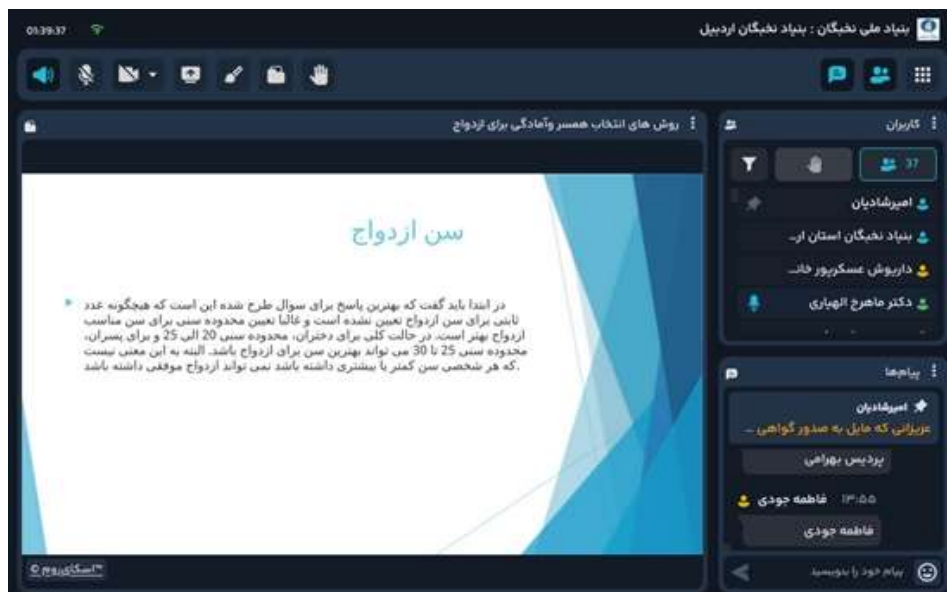 بنیاد ملی نخبگان : بنیاد نخبگان اردبیل
01:39:37
روش های انتخاب همسر وآمادگی برای ازدواج
سن ازدواج
در ابتدا باید گفت که بهترین پاسخ برای سوال طرح شده این است که هیچگونه عدد
ثابتی برای سن ازدواج تعیین نشده است و غالبا تعیین محدوده سنی برای سن مناسب
ازدواج بهتر است. در حالت کلی برای دختران، محدوده سنی 20 الی 25 و برای پسران،
محدوده سنی 25 تا 30 می تواند بهترین سن برای ازدواج باشد. البته به این معنی نیست
که هر شخصی سن کمتر یا بیشتری داشته باشد نمی تواند ازدواج موفقی داشته باشد.
اسکای‌روم™ ©
کاربران
37
امیرشادیان
بنیاد نخبگان استان ار...
داریوش عسکرپور خانـ...
دکتر ماهرخ الهیاری
پیام‌ها
امیرشادیان
عزیزانی که مایل به صدور گواهی ...
پردیس بهرامی
فاطمه جودی ۱۳:۵۵
فاطمه جودی
پیام خود را بنویسید